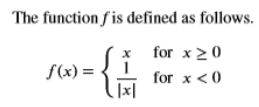 The function f is defined as follows.
f(x) = { x for x ≥ 0
1/|x| for x < 0